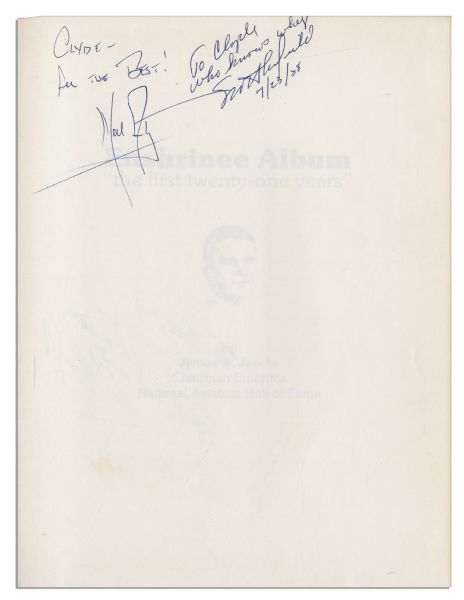 CLYDE -
ALL THE BEST!
To Clyde
who knows why
7/23/88
Enshrinee Album
"the first twenty-one years"
By
James W. Jacobs
Chairman Emeritus
National Aviation Hall of Fame